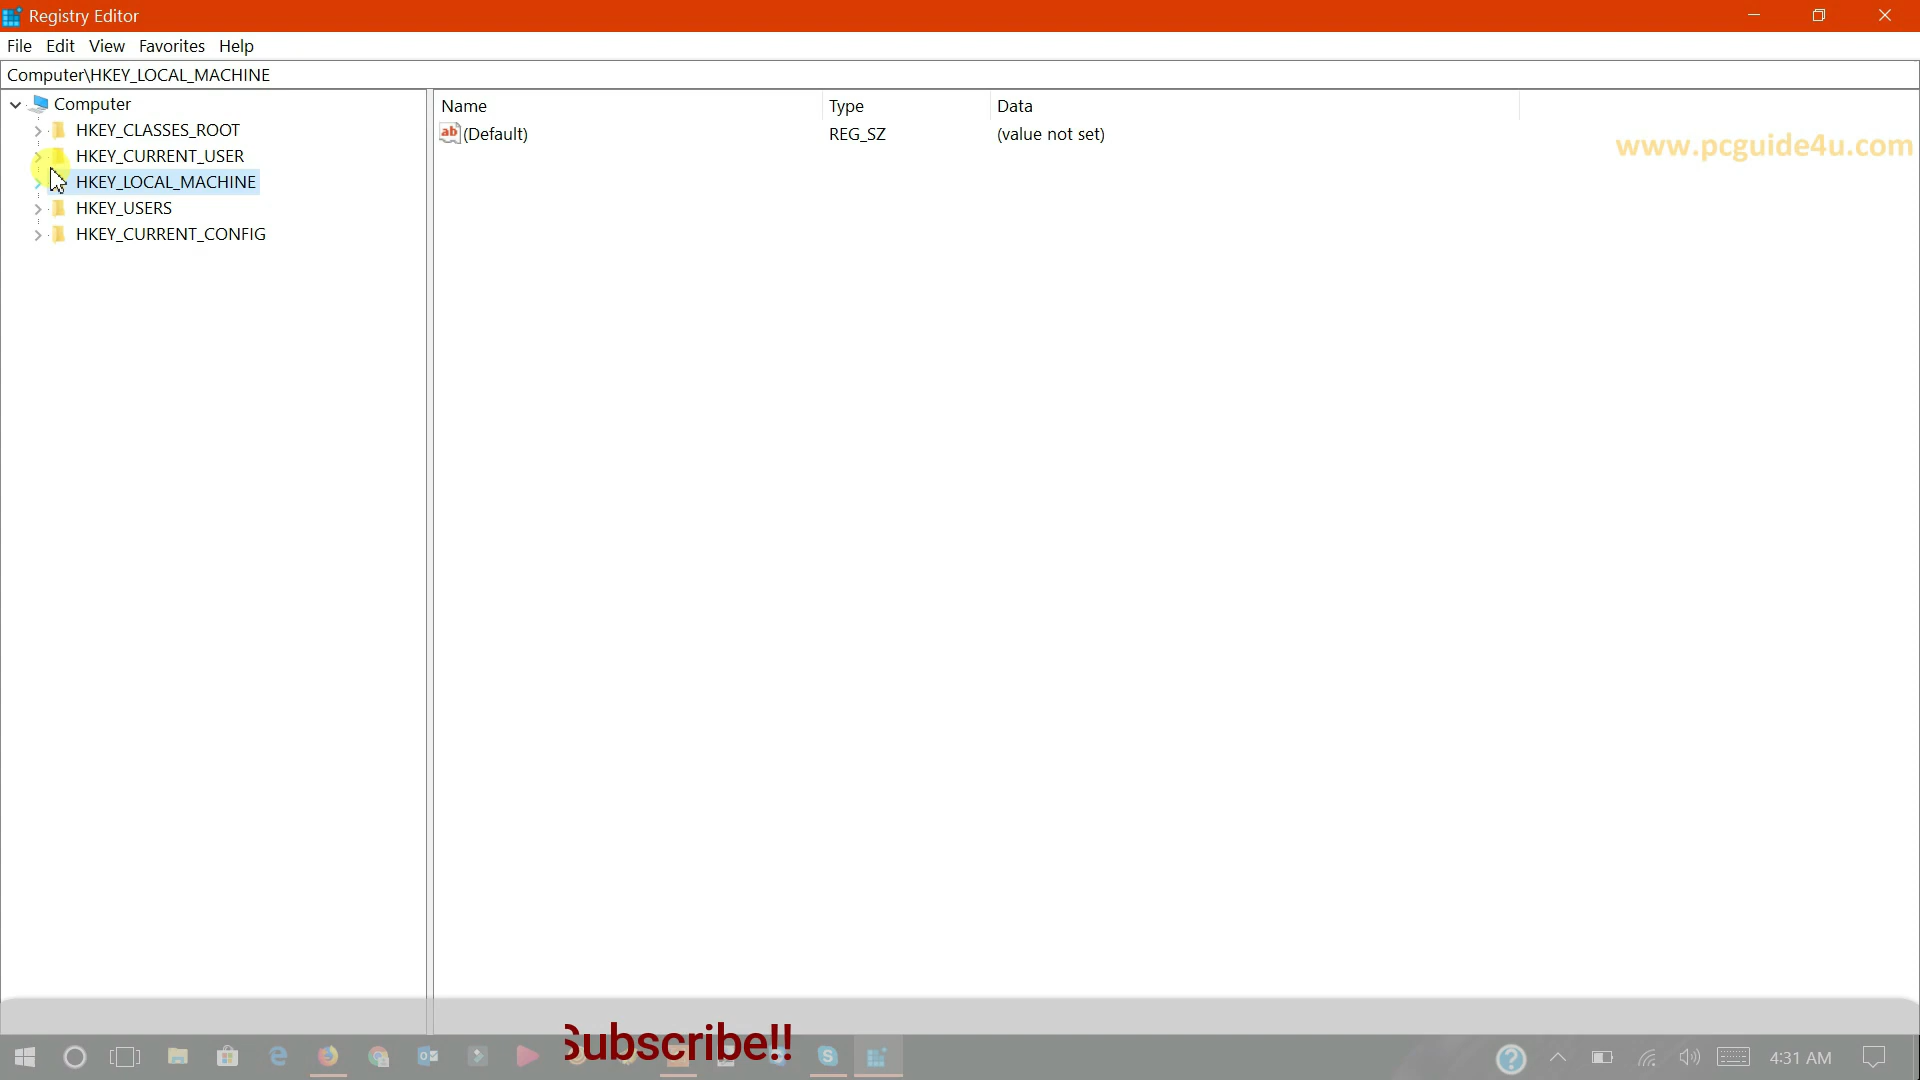 Registry Editor
File Edit View Favorites Help
Computer\HKEY_LOCAL_MACHINE
Computer
HKEY_CLASSES_ROOT
HKEY_CURRENT_USER
HKEY_LOCAL_MACHINE
HKEY_USERS
HKEY_CURRENT_CONFIG
Name Type Data
ab (Default) REG_SZ (value not set)
www.pcguide4u.com
Subscribe!!
4:31 AM